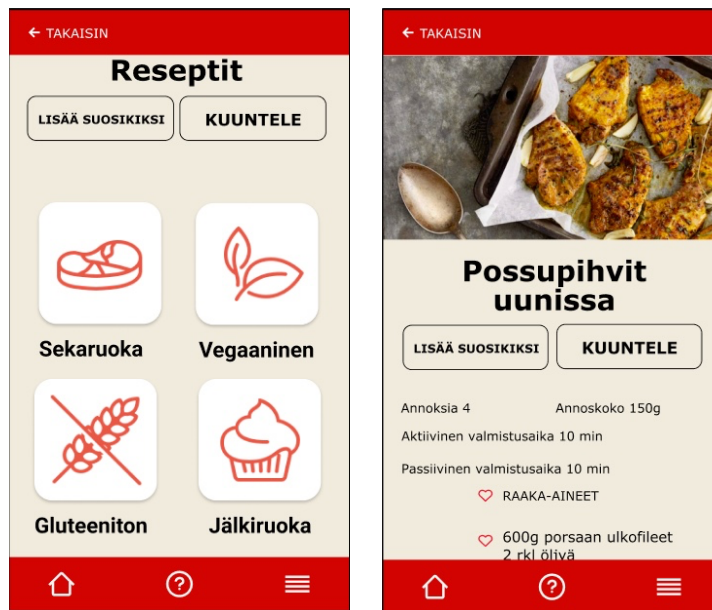 ← TAKAISIN
Reseptit
LISÄÄ SUOSIKIKSI
KUUNTELE
Sekaruoka
Vegaaninen
Gluteeniton
Jälkiruoka
← TAKAISIN
Possupihvit
uunissa
LISÄÄ SUOSIKIKSI
KUUNTELE
Annoksia 4
Annoskoko 150g
Aktiivinen valmistusaika 10 min
Passiivinen valmistusaika 10 min
RAAKA-AINEET
600g porsaan ulkofileet
2 rkl öljyä